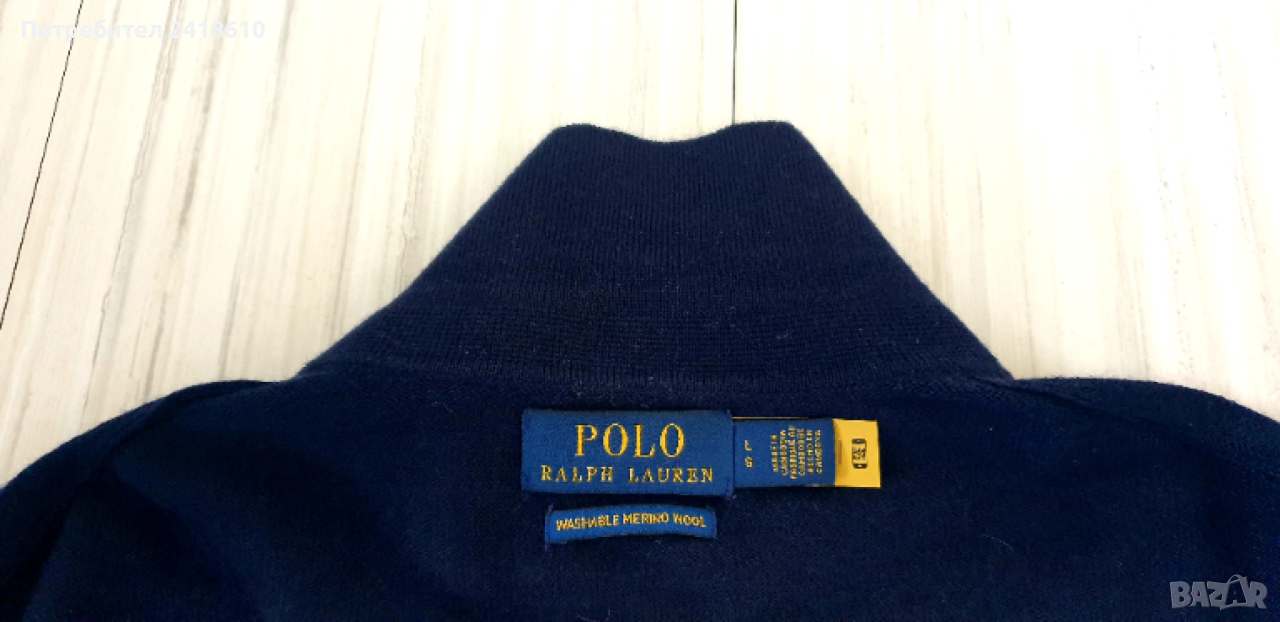 Потребител 2418610
POLO
RALPH LAUREN
WASHABLE MERINO WOOL
BAZAR